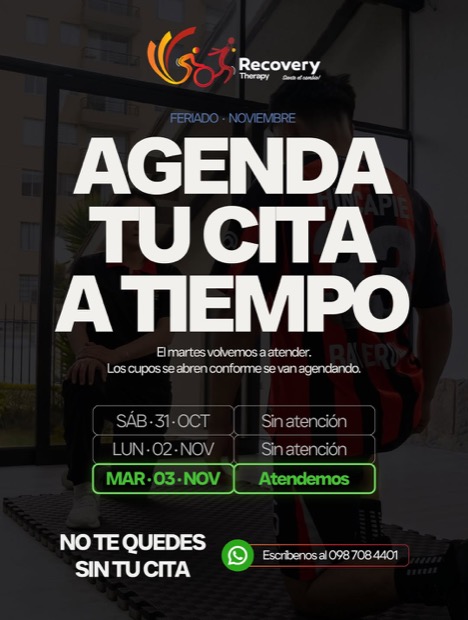 Recovery
Therapy
¡Siente el cambio!
FERIADO · NOVIEMBRE
AGENDA
TU CITA
A TIEMPO
HINCAPIE
El martes volvemos a atender.
Los cupos se abren conforme se van agendando.
SÁB · 31 · OCT Sin atención
LUN · 02 · NOV Sin atención
MAR · 03 · NOV Atendemos
NO TE QUEDES
SIN TU CITA
Escríbenos al 098 708 4401